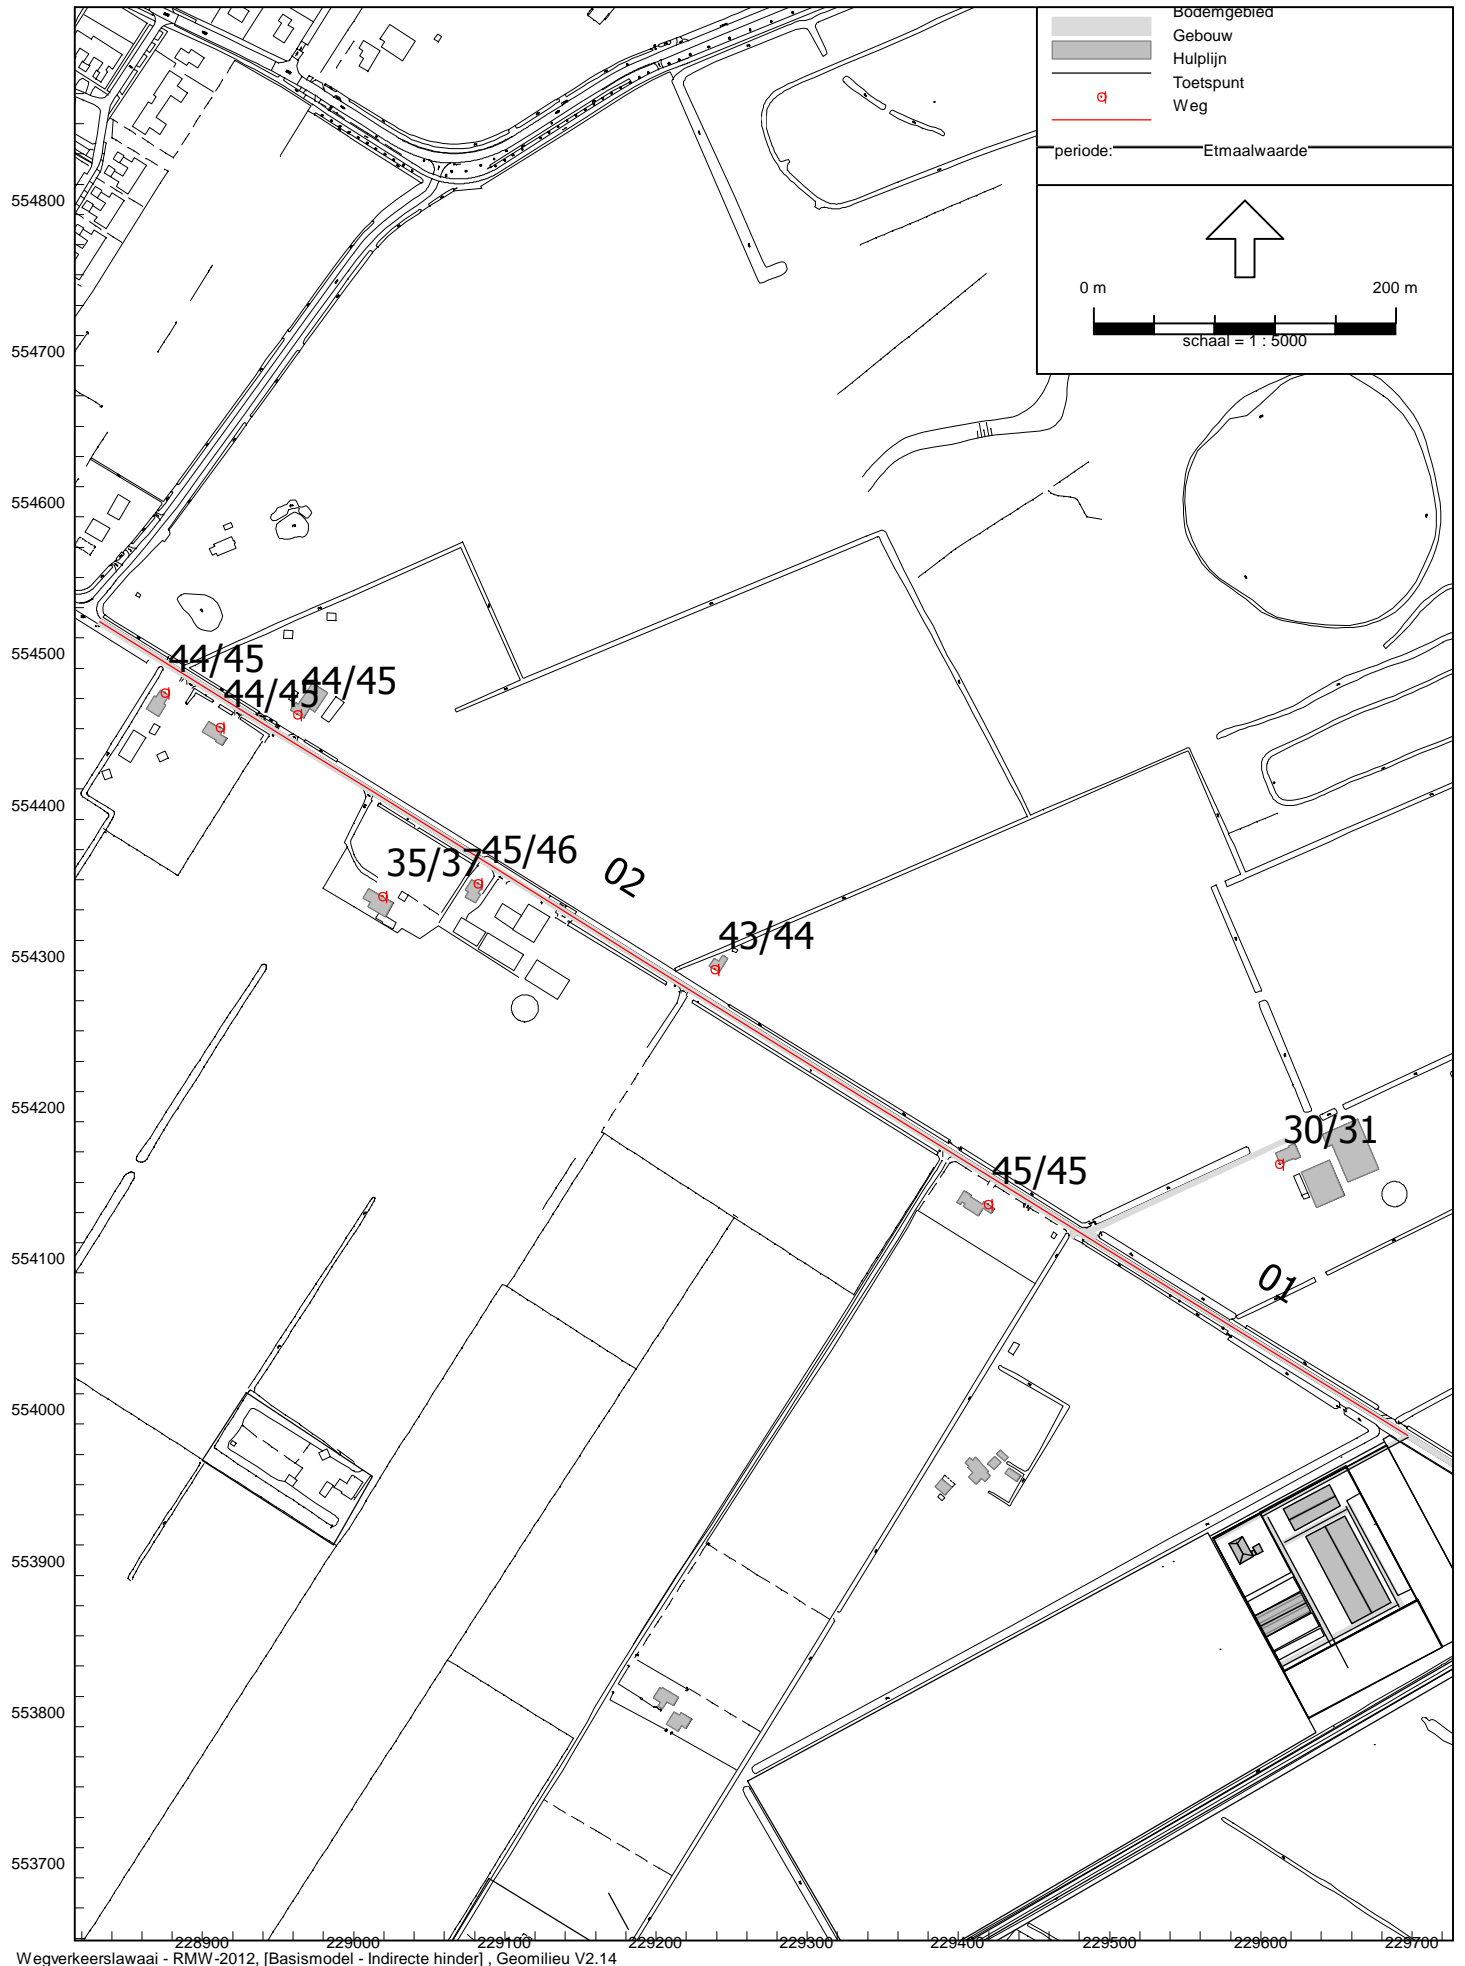 Bodemgebied
Gebouw
Hulplijn
Toetspunt
Weg
periode: Etmaalwaarde
0 m 200 m
schaal = 1 : 5000
554800
554700
554600
554500
554400
554300
554200
554100
554000
553900
553800
553700
44/45
44/45
44/45
35/37
45/46
02
43/44
45/45
30/31
01
228900 229000 229100 229200 229300 229400 229500 229600 229700
Wegverkeerslawaai - RMW-2012, [Basismodel - Indirecte hinder] , Geomilieu V2.14